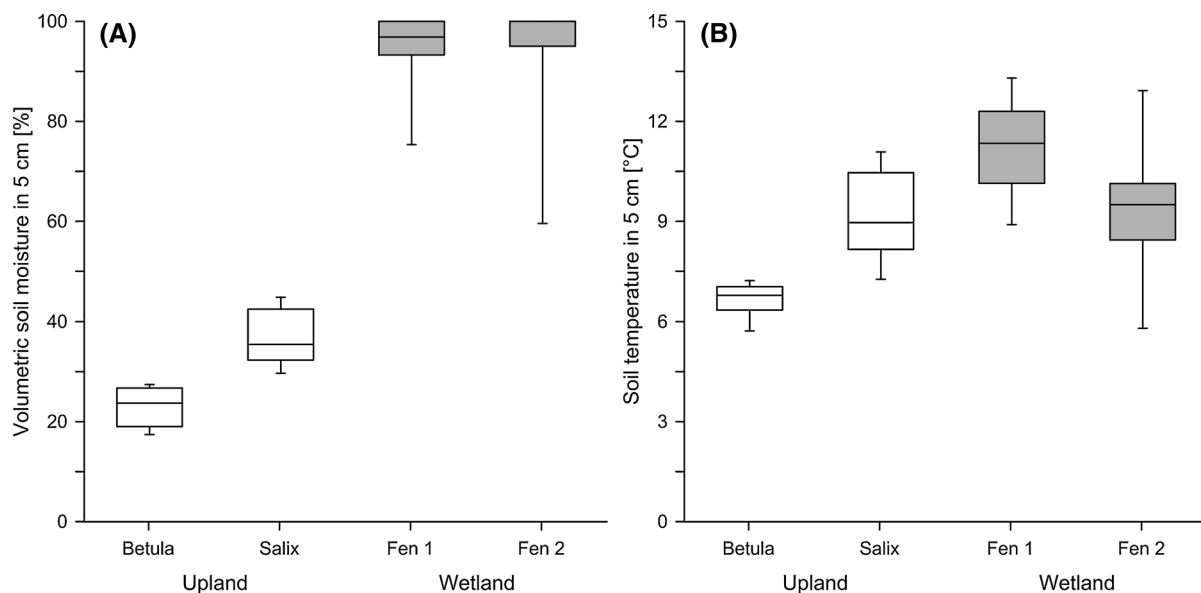 (A)
Volumetric soil moisture in 5 cm [%]
100
80
60
40
20
0
Betula Salix Fen 1 Fen 2
Upland Wetland
(B)
Soil temperature in 5 cm [°C]
15
12
9
6
3
0
Betula Salix Fen 1 Fen 2
Upland Wetland